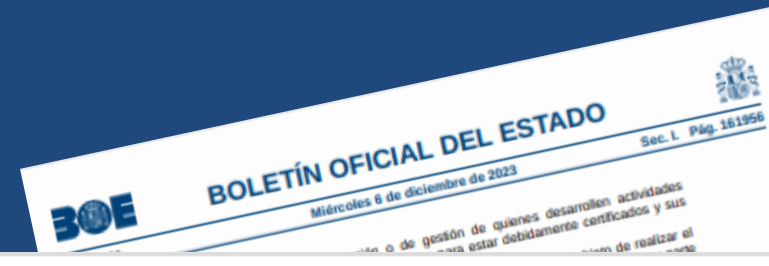 BOE
BOLETÍN OFICIAL DEL ESTADO
Miércoles 6 de diciembre de 2023
Sec. I. Pág. 161956
o de gestión de quienes desarrollen actividades
para estar debidamente certificados y sus
de realizar el
parte